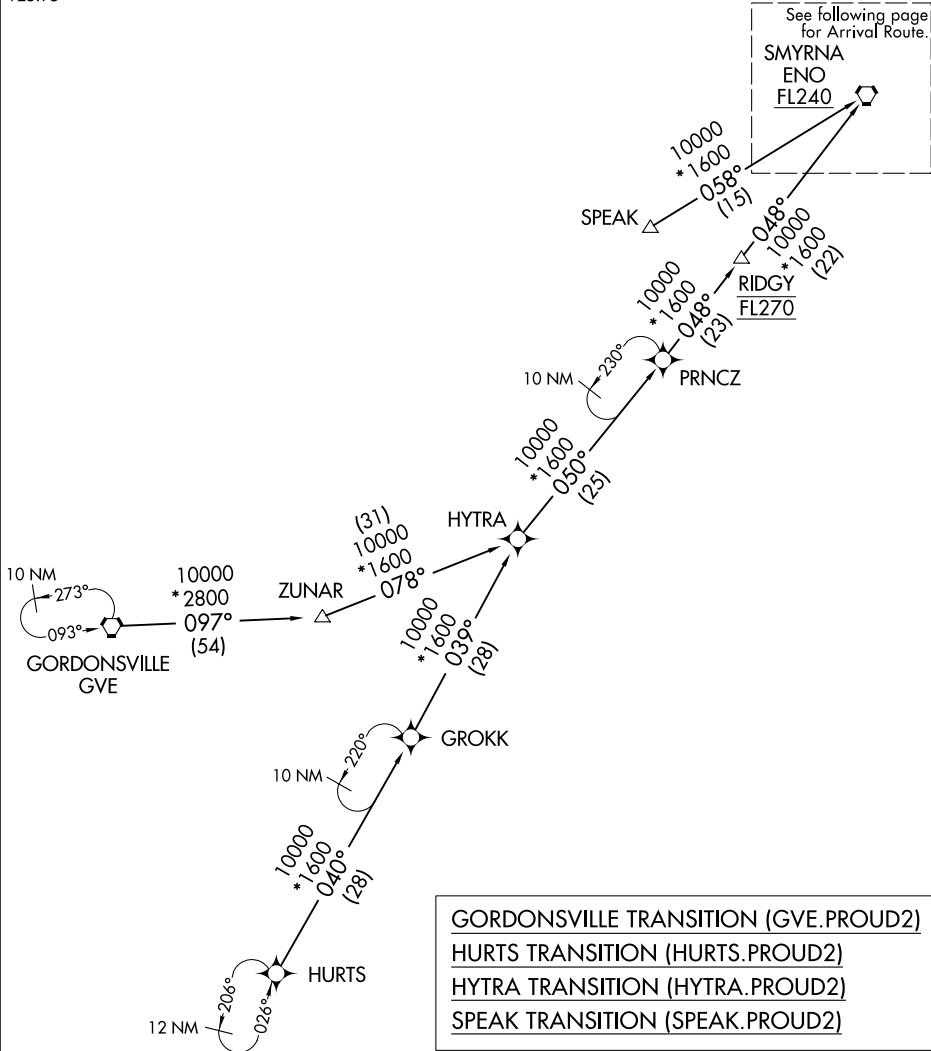 See following page
for Arrival Route.
SMYRNA
ENO
FL240
10000
*1600
058°
(15)
SPEAK
048°
10000
*1600
(22)
RIDGY
FL270
10000
*1600
048°
(23)
230°
10 NM
PRNCZ
10000
*1600
050°
(25)
HYTRA
(31)
10000
*1600
078°
ZUNAR
10 NM
273°
093°
10000
*2800
097°
(54)
GORDONSVILLE
GVE
10000
*1600
039°
(28)
220°
10 NM
GROKK
10000
*1600
040°
(28)
HURTS
206°
026°
12 NM
GORDONSVILLE TRANSITION (GVE.PROUD2)
HURTS TRANSITION (HURTS.PROUD2)
HYTRA TRANSITION (HYTRA.PROUD2)
SPEAK TRANSITION (SPEAK.PROUD2)